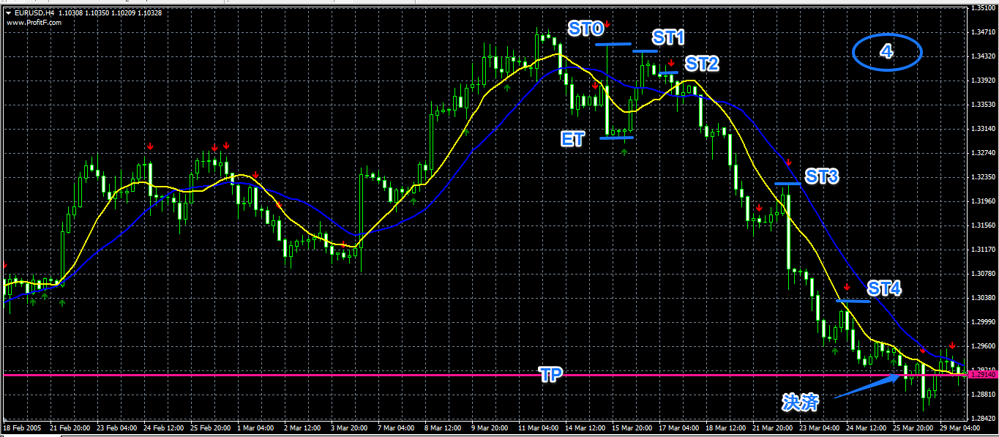 EURUSD,H4 1.10308 1.10350 1.10209 1.10328
www.ProfitF.com
ST0
ST1
ST2
4
ET
ST3
ST4
TP
決済
1.35100
1.34710
1.34320
1.33920
1.33530
1.33140
1.32740
1.32350
1.31960
1.31560
1.31170
1.30780
1.30380
1.29990
1.29600
1.29140
1.28810
1.28420
18 Feb 2005
21 Feb 20:00
23 Feb 04:00
24 Feb 12:00
25 Feb 20:00
1 Mar 04:00
2 Mar 12:00
3 Mar 20:00
7 Mar 04:00
8 Mar 12:00
9 Mar 20:00
11 Mar 04:00
14 Mar 12:00
15 Mar 20:00
17 Mar 04:00
18 Mar 12:00
21 Mar 20:00
23 Mar 04:00
24 Mar 12:00
25 Mar 20:00
29 Mar 04:00